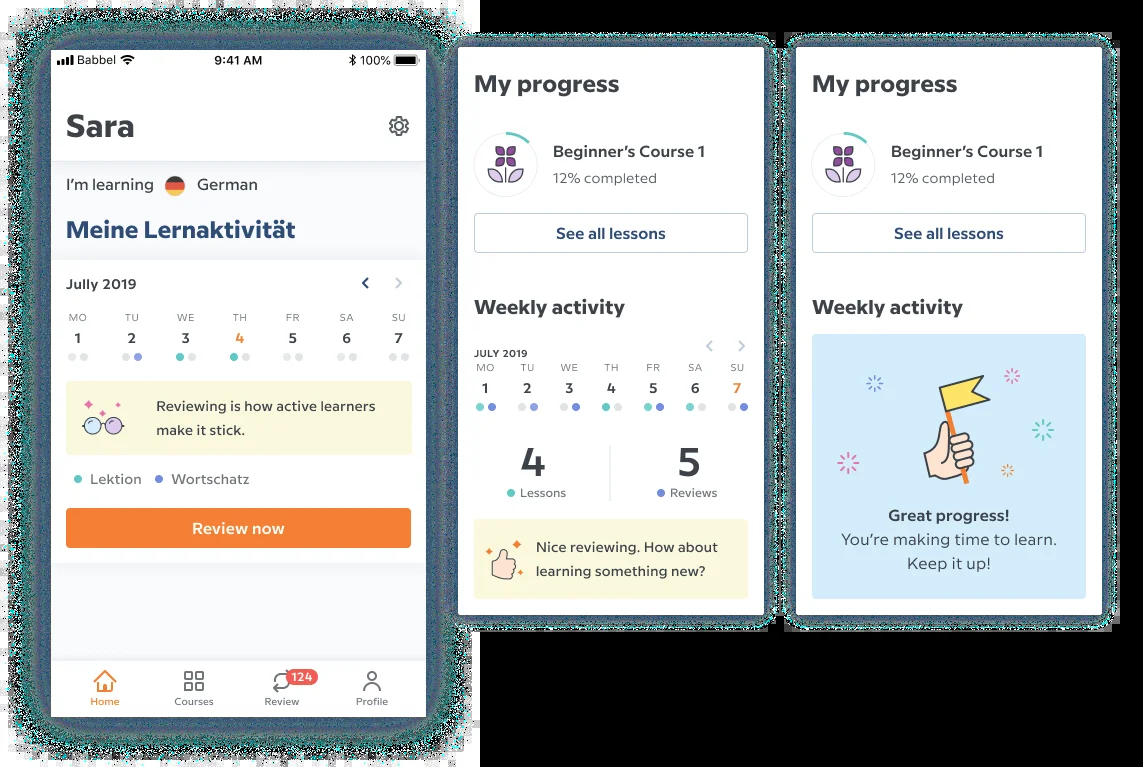 Babbel 9:41 AM 100%
Sara
I'm learning German
Meine Lernaktivität
Jully 2019
MO TU WE TH FR SA SU
1 2 3 4 5 6 7
Reviewing is how active learners
make it stick.
Lektion Wortschatz
Review now
124
Home Courses Review Profile
My progress
Beginner's Course 1
12% completed
See all lessons
Weekly activity
JULY 2019
MO TU WE TH FR SA SU
1 2 3 4 5 6 7
4 5
Lessons Reviews
Nice reviewing. How about
learning something new?
My progress
Beginner's Course 1
12% completed
See all lessons
Weekly activity
Great progress!
You're making time to learn.
Keep it up!